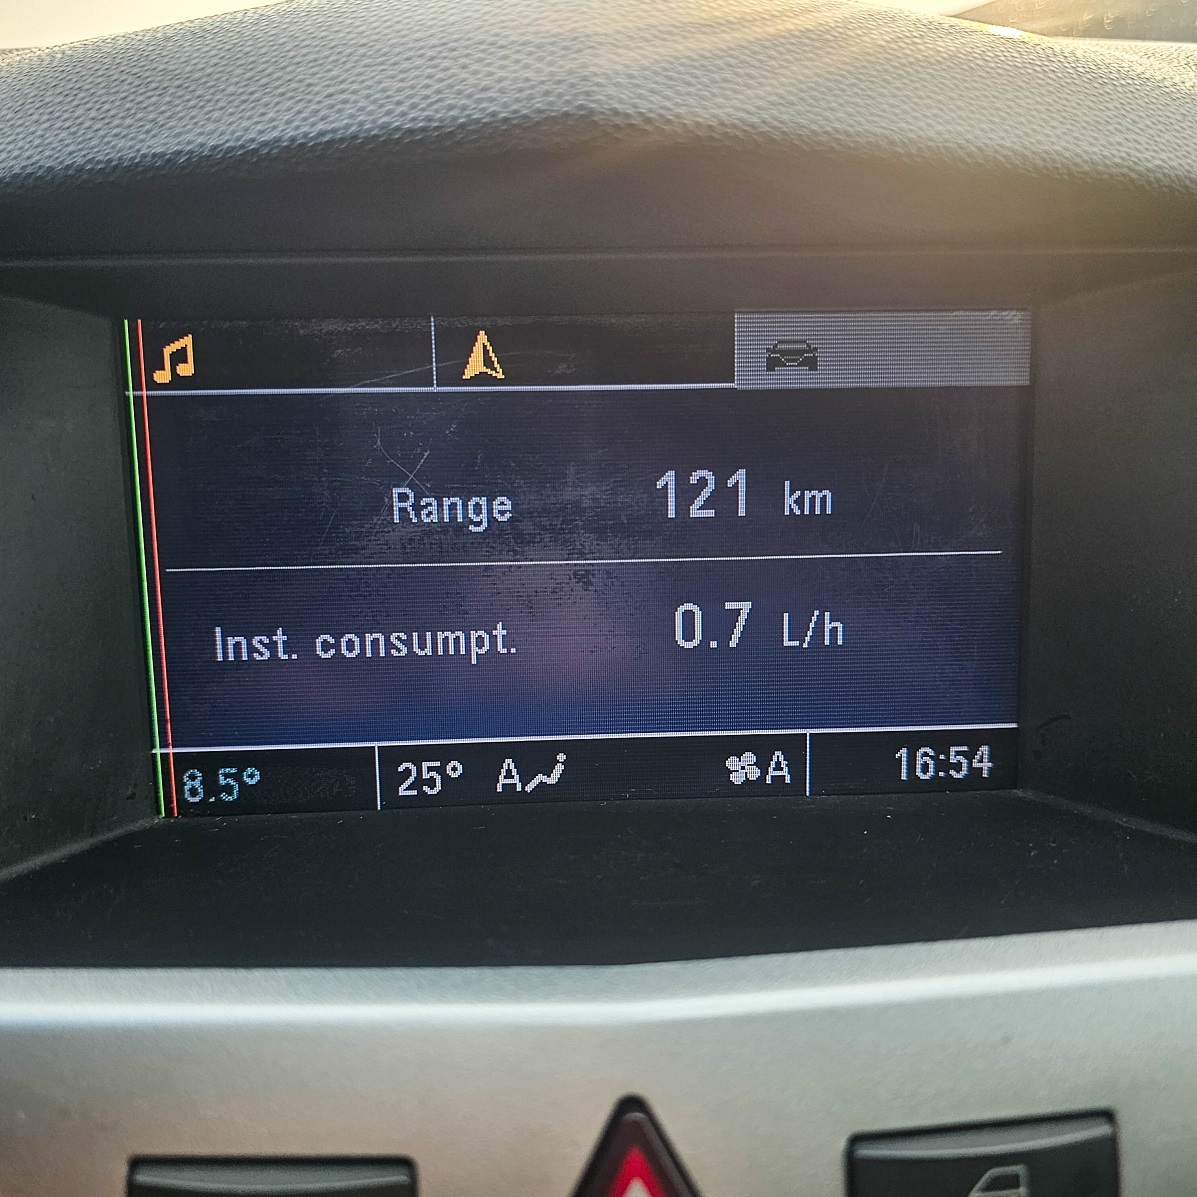 Range 121 km
Inst. consumpt. 0.7 L/h
8.5° 25° A A 16:54